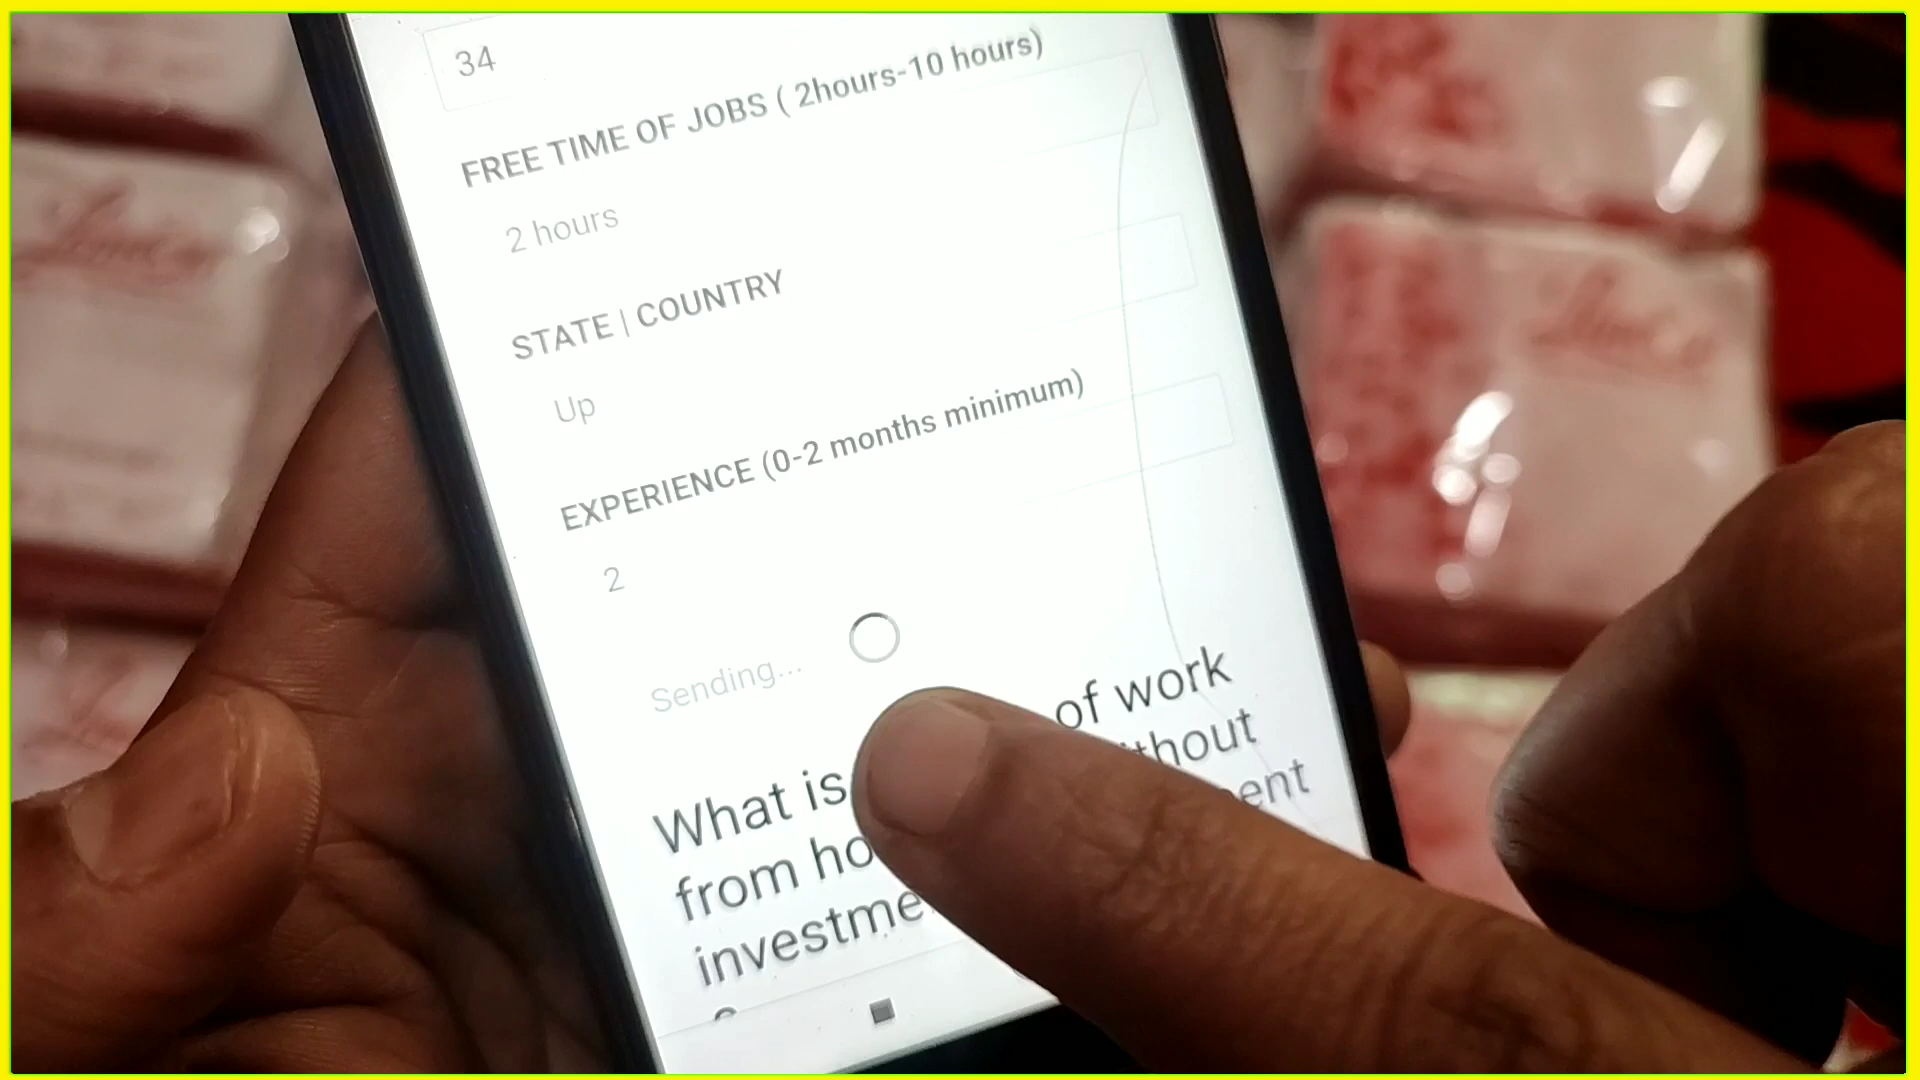 34
FREE TIME OF JOBS ( 2hours-10 hours)
2 hours
STATE | COUNTRY
Up
EXPERIENCE (0-2 months minimum)
2
Sending...
What is of work
from ho thout
investme ent